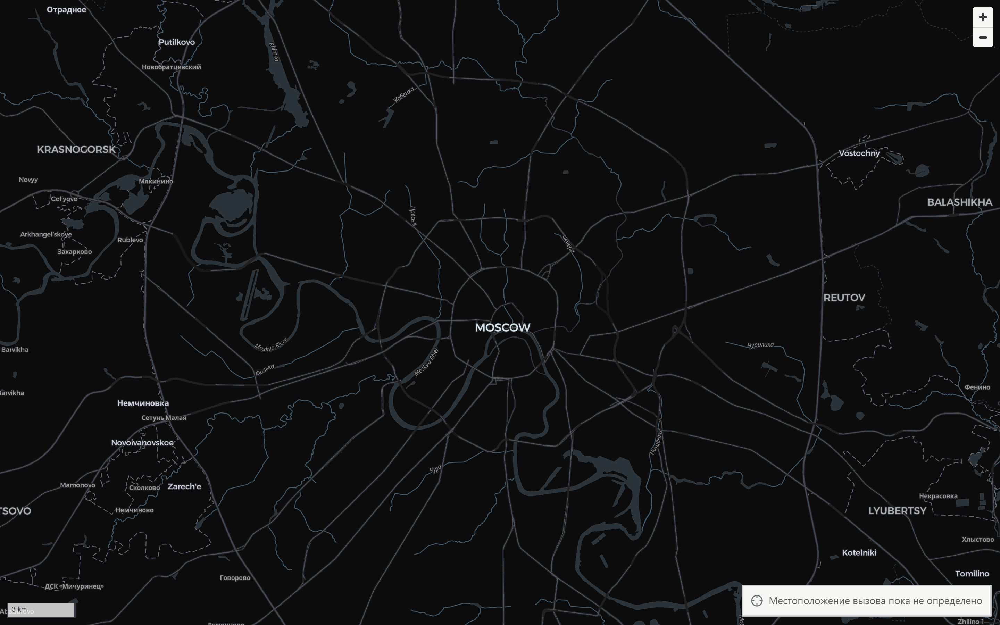 Отрадное
Putilkovo
Khimka
Новобратцевский
Жабенка
KRASNOGORSK
Vostochny
Novyy
Мякинино
Gol'yovo
BALASHIKHA
Пресня
Arkhangel'skoye
Rublevo
Чечёра
Захарково
REUTOV
MOSCOW
Moskva River
Чурилиха
Barvikha
Moskva River
Филька
Фенино
Barvikha
Немчиновка
Сетунь Малая
Novoivanovskoe
Нищенка
Чура
Mamonovo
Сколково
Zarech'e
Некрасовка
TSOVO
Немчиново
LYUBERTSY
Хлыстово
Kotelniki
Tomilino
Говорово
ДСК «Мичуринец»
Местоположение вызова пока не определено
3 km
Zhilino-1